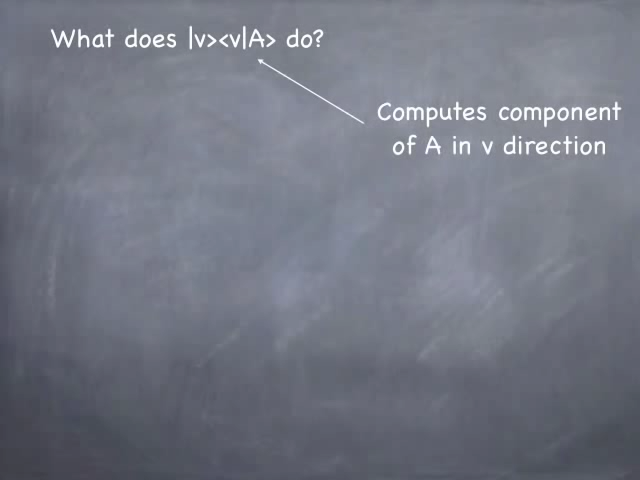 What does |v><v|A> do?
Computes component
of A in v direction